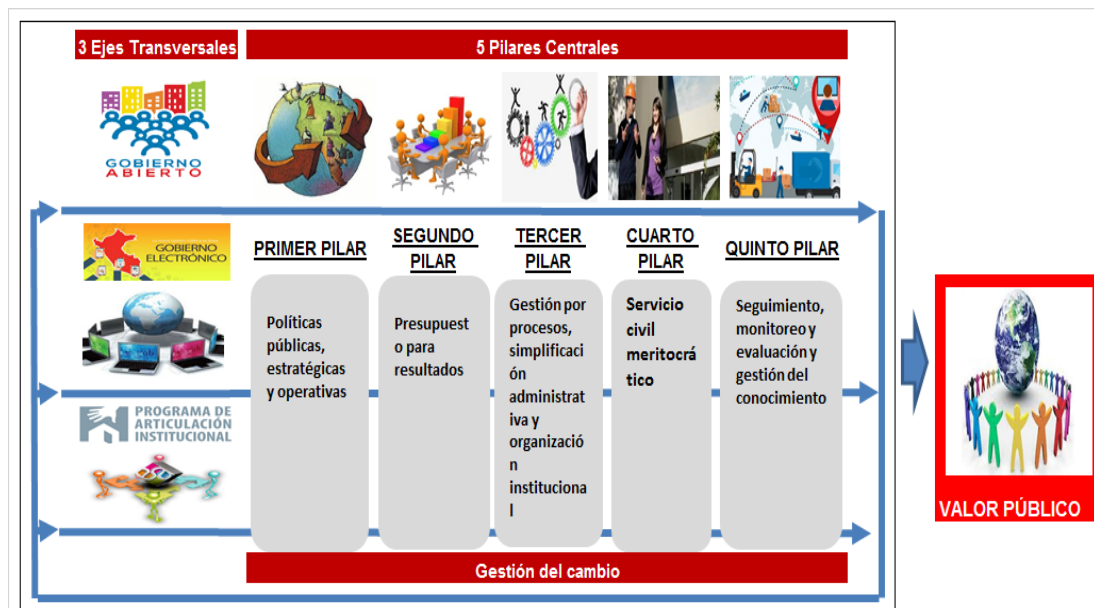 3 Ejes Transversales
5 Pilares Centrales
GOBIERNO
ABIERTO
GOBIERNO
ELECTRÓNICO
PROGRAMA DE
ARTICULACIÓN
INSTITUCIONAL
PRIMER PILAR
Políticas
públicas,
estratégicas
y operativas
SEGUNDO
PILAR
Presupuest
o para
resultados
TERCER
PILAR
Gestión por
procesos,
simplificaci
ón
administrat
iva y
organizació
n
instituciona
l
CUARTO
PILAR
Servicio
civil
meritocrá
tico
QUINTO PILAR
Seguimiento,
monitoreo y
evaluación y
gestión del
conocimiento
Gestión del cambio
VALOR PÚBLICO